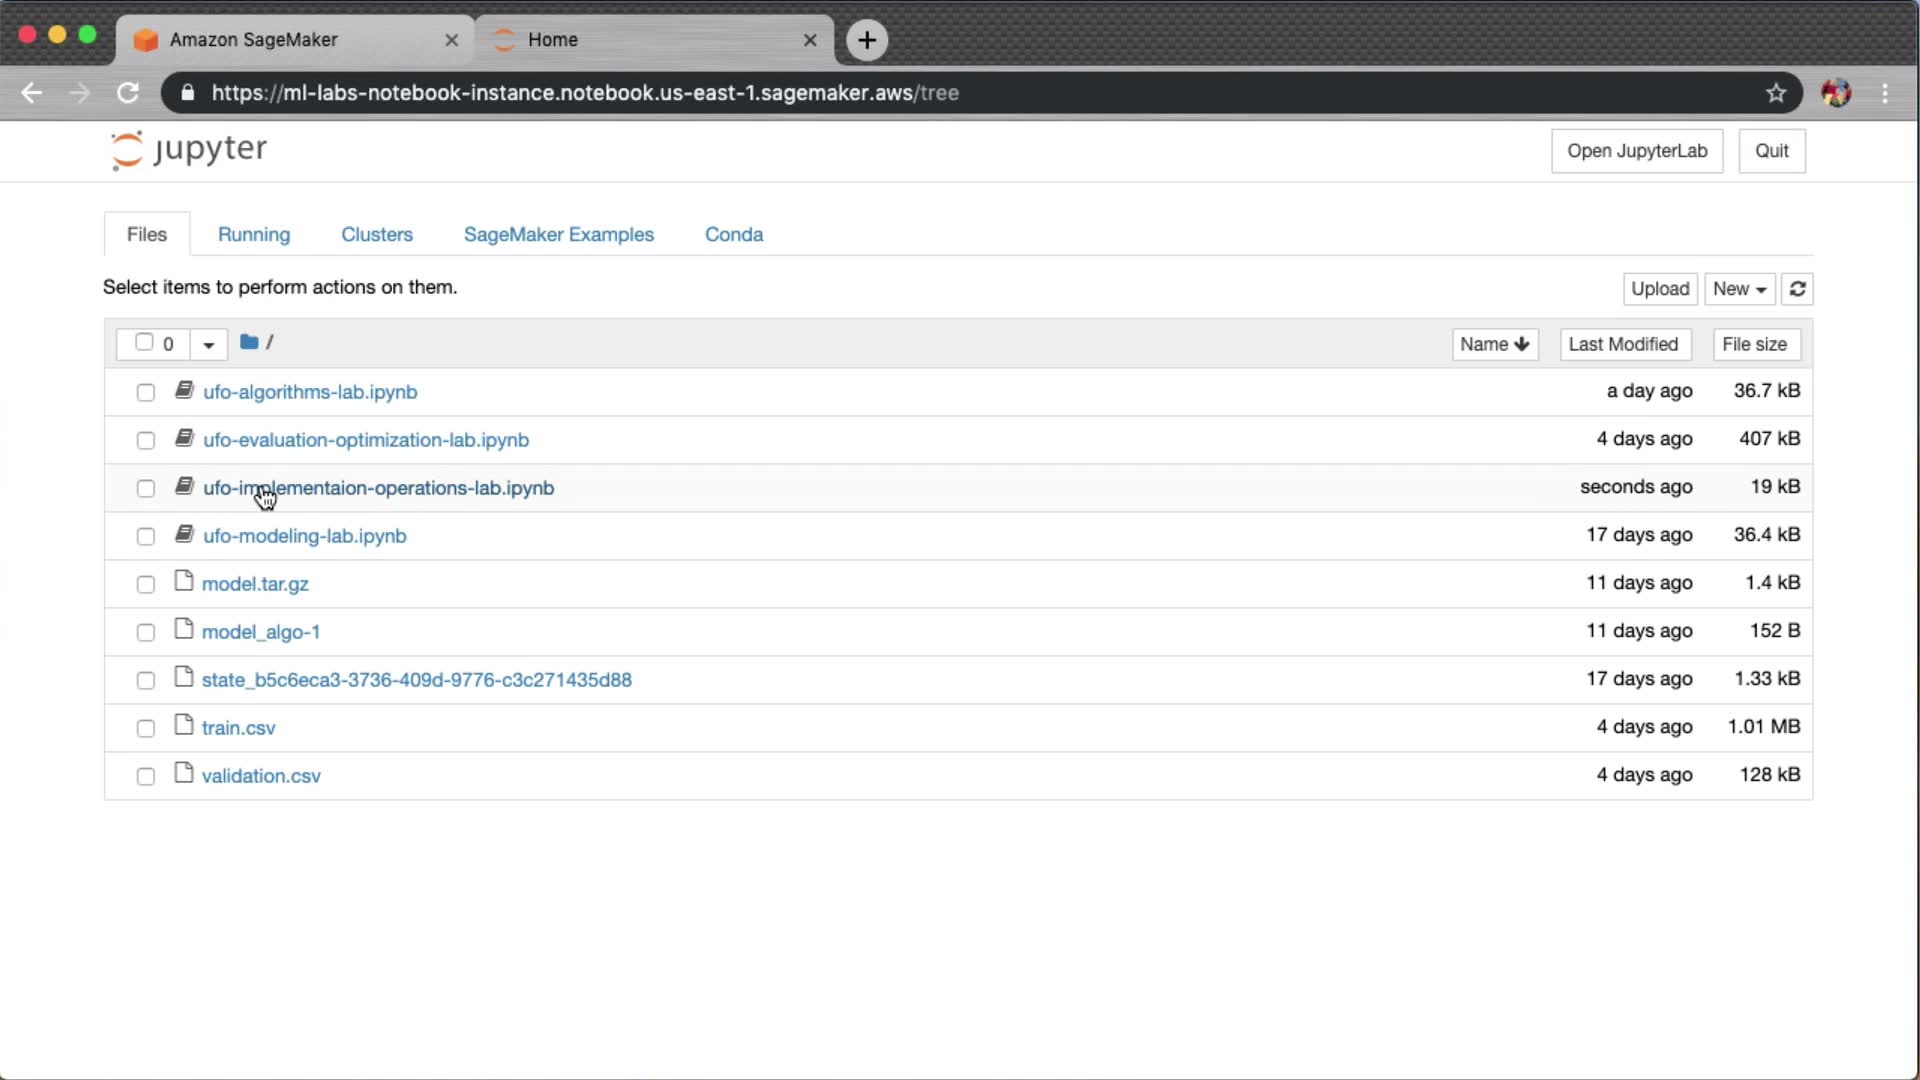 Amazon SageMaker
Home
https://ml-labs-notebook-instance.notebook.us-east-1.sagemaker.aws/tree
jupyter
Open JupyterLab
Quit
Files
Running
Clusters
SageMaker Examples
Conda
Select items to perform actions on them.
Upload
New
0
/
Name
Last Modified
File size
ufo-algorithms-lab.ipynb a day ago 36.7 kB
ufo-evaluation-optimization-lab.ipynb 4 days ago 407 kB
ufo-implementaion-operations-lab.ipynb seconds ago 19 kB
ufo-modeling-lab.ipynb 17 days ago 36.4 kB
model.tar.gz 11 days ago 1.4 kB
model_algo-1 11 days ago 152 B
state_b5c6eca3-3736-409d-9776-c3c271435d88 17 days ago 1.33 kB
train.csv 4 days ago 1.01 MB
validation.csv 4 days ago 128 kB